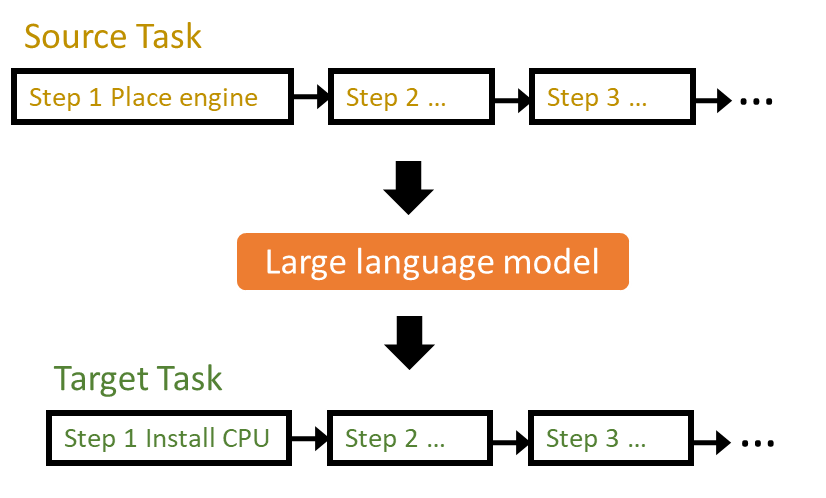 Source Task
Step 1 Place engine
Step 2 ...
Step 3 ...
...
Large language model
Target Task
Step 1 Install CPU
Step 2 ...
Step 3 ...
...